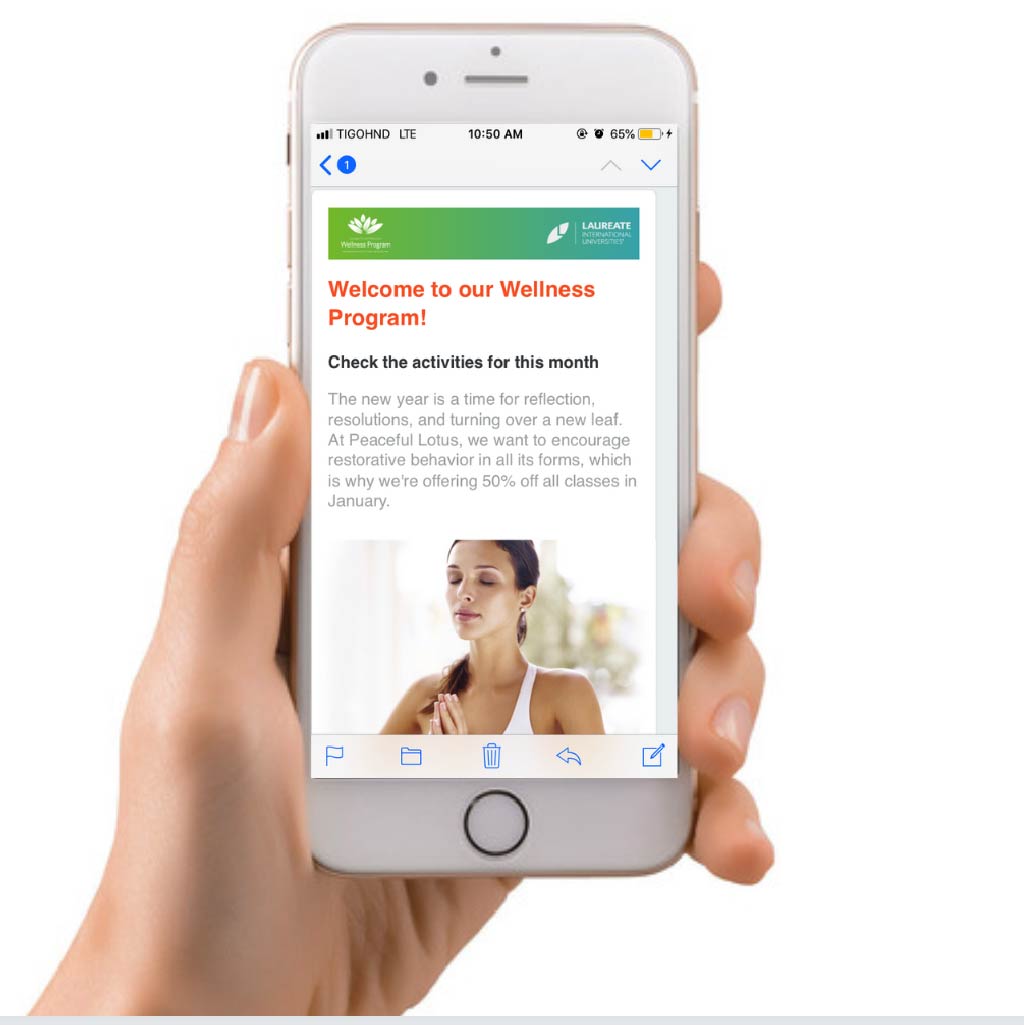 TIGOHND LTE 10:50 AM 65%
1
Wellness Program
LAUREATE
INTERNATIONAL
UNIVERSITIES
Welcome to our Wellness
Program!
Check the activities for this month
The new year is a time for reflection,
resolutions, and turning over a new leaf.
At Peaceful Lotus, we want to encourage
restorative behavior in all its forms, which
is why we're offering 50% off all classes in
January.